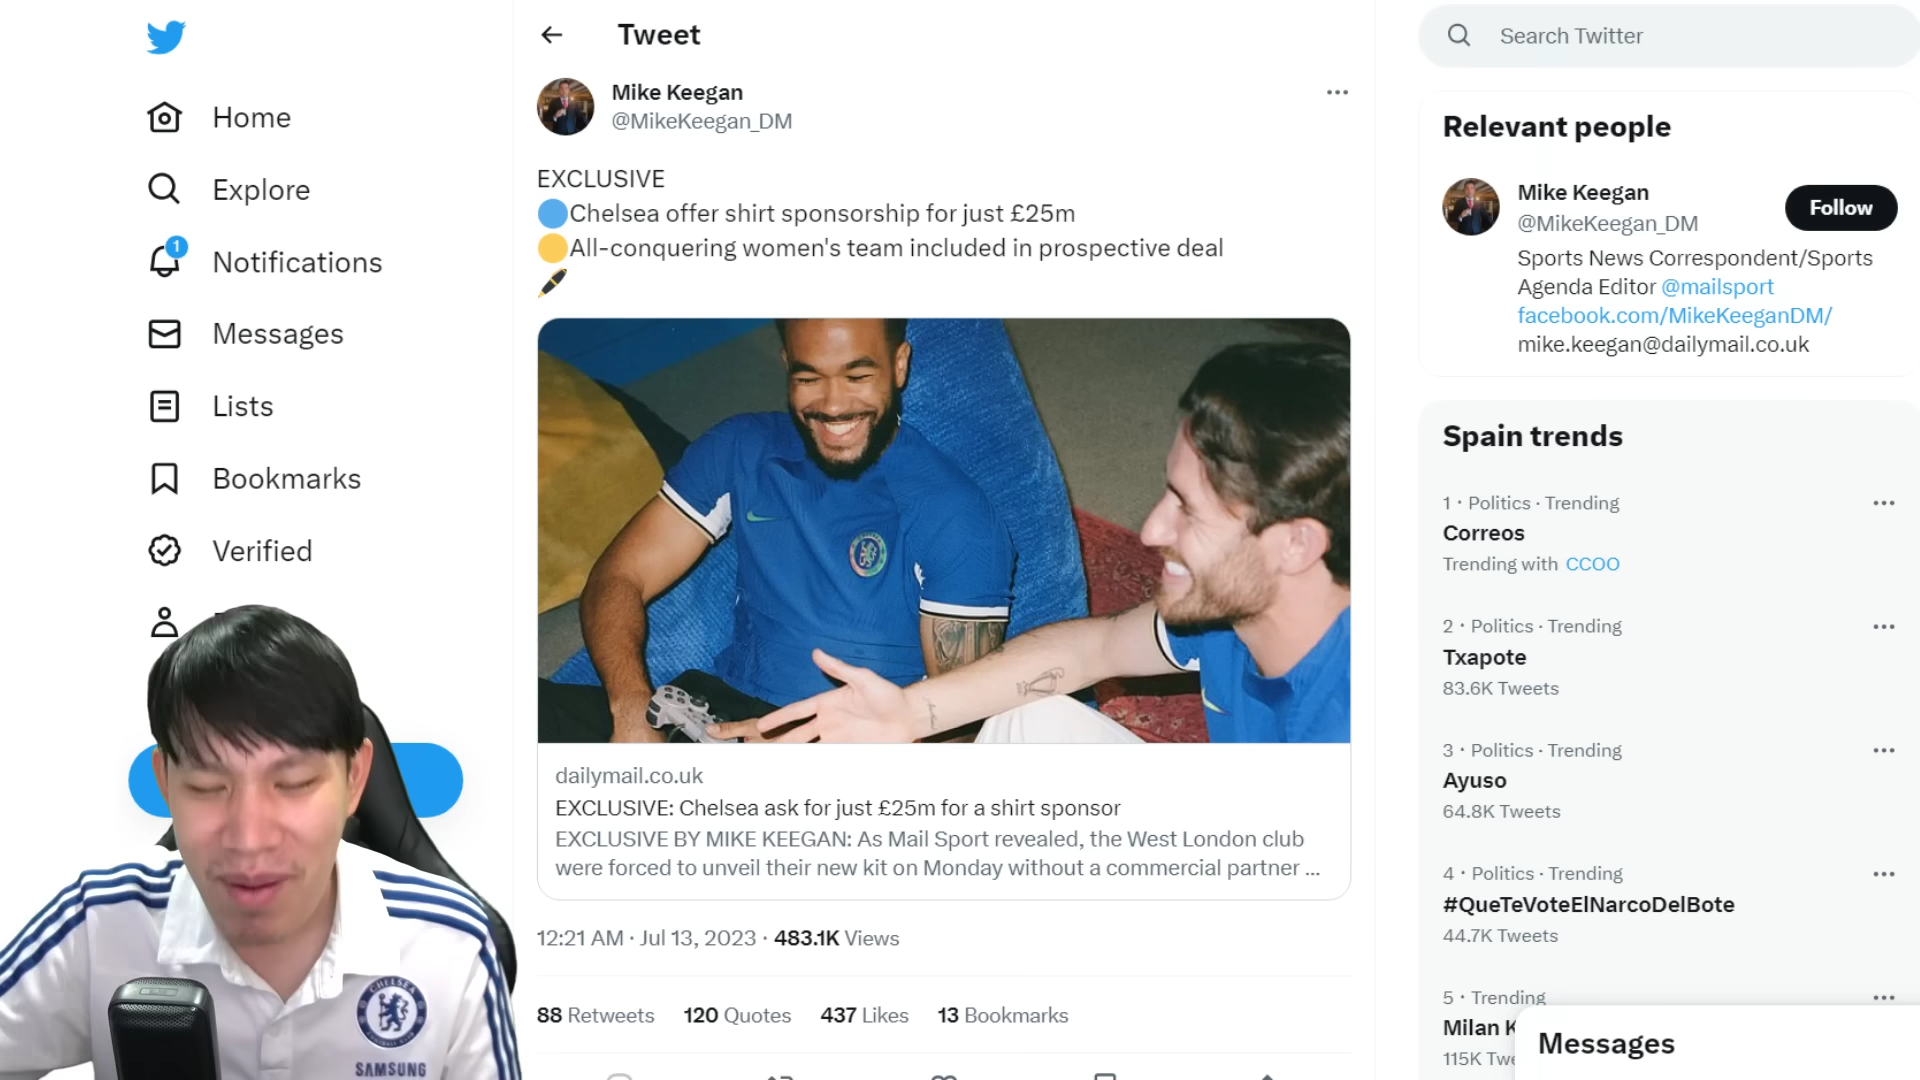 Home
Explore
1
Notifications
Messages
Lists
Bookmarks
Verified
CHELSEA
SAMSUNG
Tweet
Mike Keegan
@MikeKeegan_DM
EXCLUSIVE
Chelsea offer shirt sponsorship for just £25m
All-conquering women's team included in prospective deal
dailymail.co.uk
EXCLUSIVE: Chelsea ask for just £25m for a shirt sponsor
EXCLUSIVE BY MIKE KEEGAN: As Mail Sport revealed, the West London club
were forced to unveil their new kit on Monday without a commercial partner ...
12:21 AM · Jul 13, 2023 · 483.1K Views
88 Retweets 120 Quotes 437 Likes 13 Bookmarks
Search Twitter
Relevant people
Mike Keegan
@MikeKeegan_DM
Follow
Sports News Correspondent/Sports
Agenda Editor @mailsport
facebook.com/MikeKeeganDM/
mike.keegan@dailymail.co.uk
Spain trends
1 · Politics · Trending
Correos
Trending with CCOO
2 · Politics · Trending
Txapote
83.6K Tweets
3 · Politics · Trending
Ayuso
64.8K Tweets
4 · Politics · Trending
#QueTeVoteElNarcoDelBote
44.7K Tweets
5 · Trending
Milan
115K
Messages